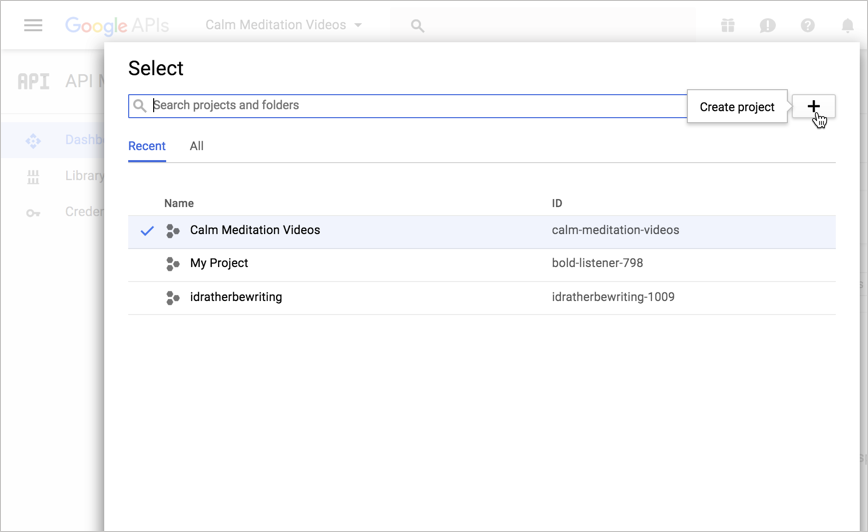 Google APIs
Calm Meditation Videos
Select
API
API M
Search projects and folders
Create project
+
Dashb
Recent
All
Library
Name
ID
Creden
Calm Meditation Videos
calm-meditation-videos
My Project
bold-listener-798
idratherbewriting
idratherbewriting-1009